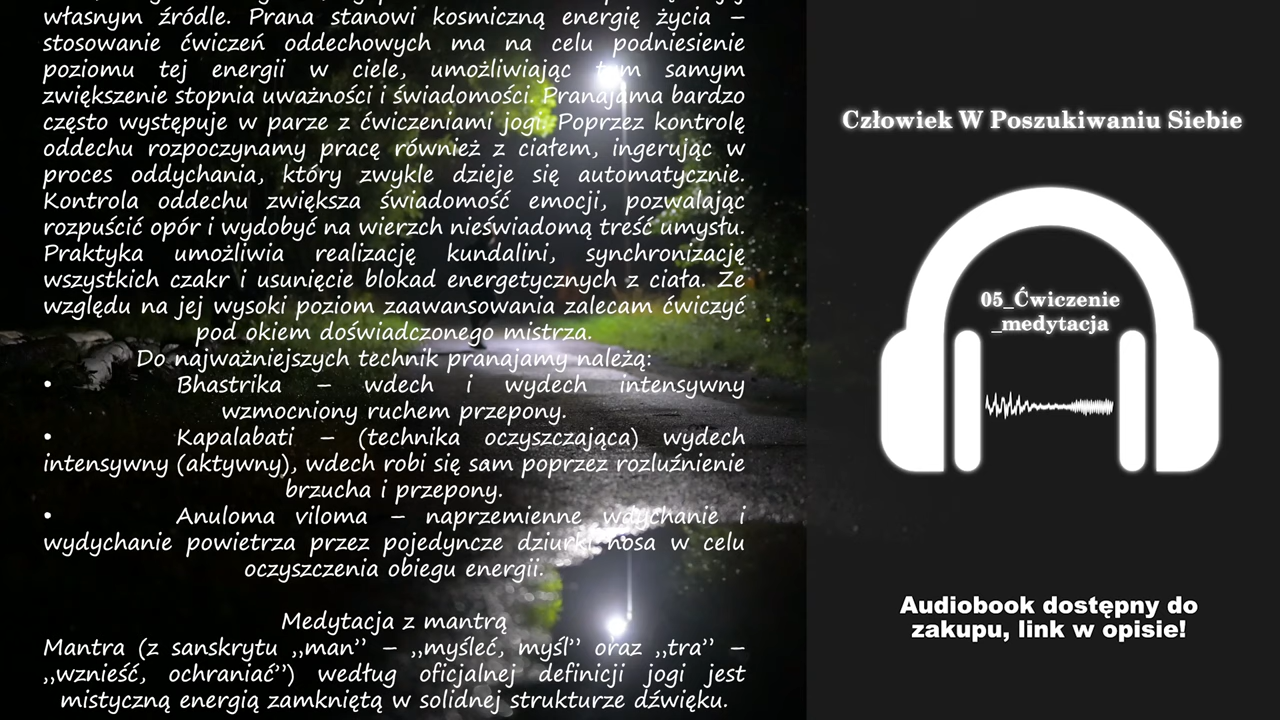 własnym źródle. Prana stanowi kosmiczną energię życia –
stosowanie ćwiczeń oddechowych ma na celu podniesienie
poziomu tej energii w ciele, umożliwiając tym samym
zwiększenie stopnia uważności i świadomości. Pranajama bardzo
często występuje w parze z ćwiczeniami jogi. Poprzez kontrolę
oddechu rozpoczynamy pracę również z ciałem, ingerując w
proces oddychania, który zwykle dzieje się automatycznie.
Kontrola oddechu zwiększa świadomość emocji, pozwalając
rozpuścić opór i wydobyć na wierzch nieświadomą treść umysłu.
Praktyka umożliwia realizację kundalini, synchronizację
wszystkich czakr i usunięcie blokad energetycznych z ciała. Ze
względu na jej wysoki poziom zaawansowania zalecam ćwiczyć
pod okiem doświadczonego mistrza.
Do najważniejszych technik pranajamy należą:
• Bhastrika – wdech i wydech intensywny
wzmocniony ruchem przepony.
• Kapalabati – (technika oczyszczająca) wydech
intensywny (aktywny), wdech robi się sam poprzez rozluźnienie
brzucha i przepony.
• Anuloma viloma – naprzemienne wdychanie i
wydychanie powietrza przez pojedyncze dziurki nosa w celu
oczyszczenia obiegu energii.
Medytacja z mantrą
Mantra (z sanskrytu ,,man” – ,,myśleć, myśl” oraz ,,tra” –
,,wznieść, ochraniać”) według oficjalnej definicji jogi jest
mistyczną energią zamkniętą w solidnej strukturze dźwięku.
Człowiek W Poszukiwaniu Siebie
05_Ćwiczenie
_medytacja
Audiobook dostępny do
zakupu, link w opisie!